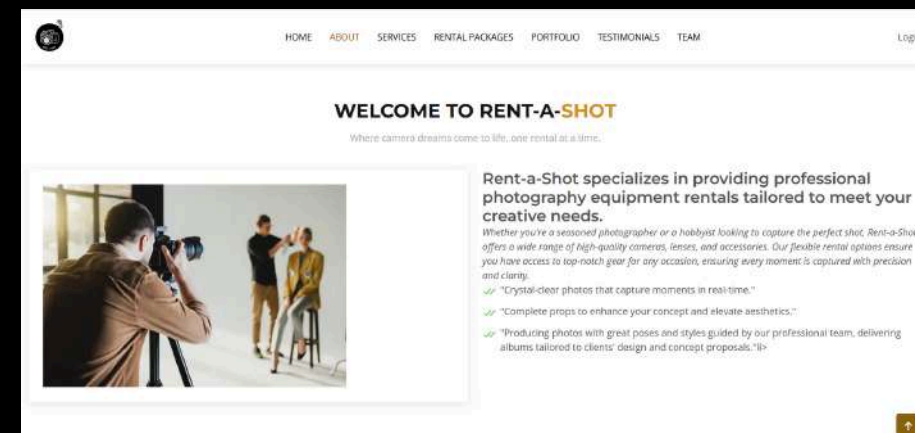 HOME ABOUT SERVICES RENTAL PACKAGES PORTFOLIO TESTIMONIALS TEAM
WELCOME TO RENT-A-SHOT
Where camera dreams come to life, one rental at a time.
Rent-a-Shot specializes in providing professional
photography equipment rentals tailored to meet your
creative needs.
Whether you're a seasoned photographer or a hobbyist looking to capture the perfect shot, Rent-a-Shot
offers a wide range of high-quality cameras, lenses, and accessories. Our flexible rental options ensure
you have access to top-notch gear for any occasion, ensuring every moment is captured with precision
and clarity.
"Crystal-clear photos that capture moments in real-time."
"Complete props to enhance your concept and elevate aesthetics."
"Producing photos with great poses and styles guided by our professional team, delivering
albums tailored to clients' design and concept proposals."li>